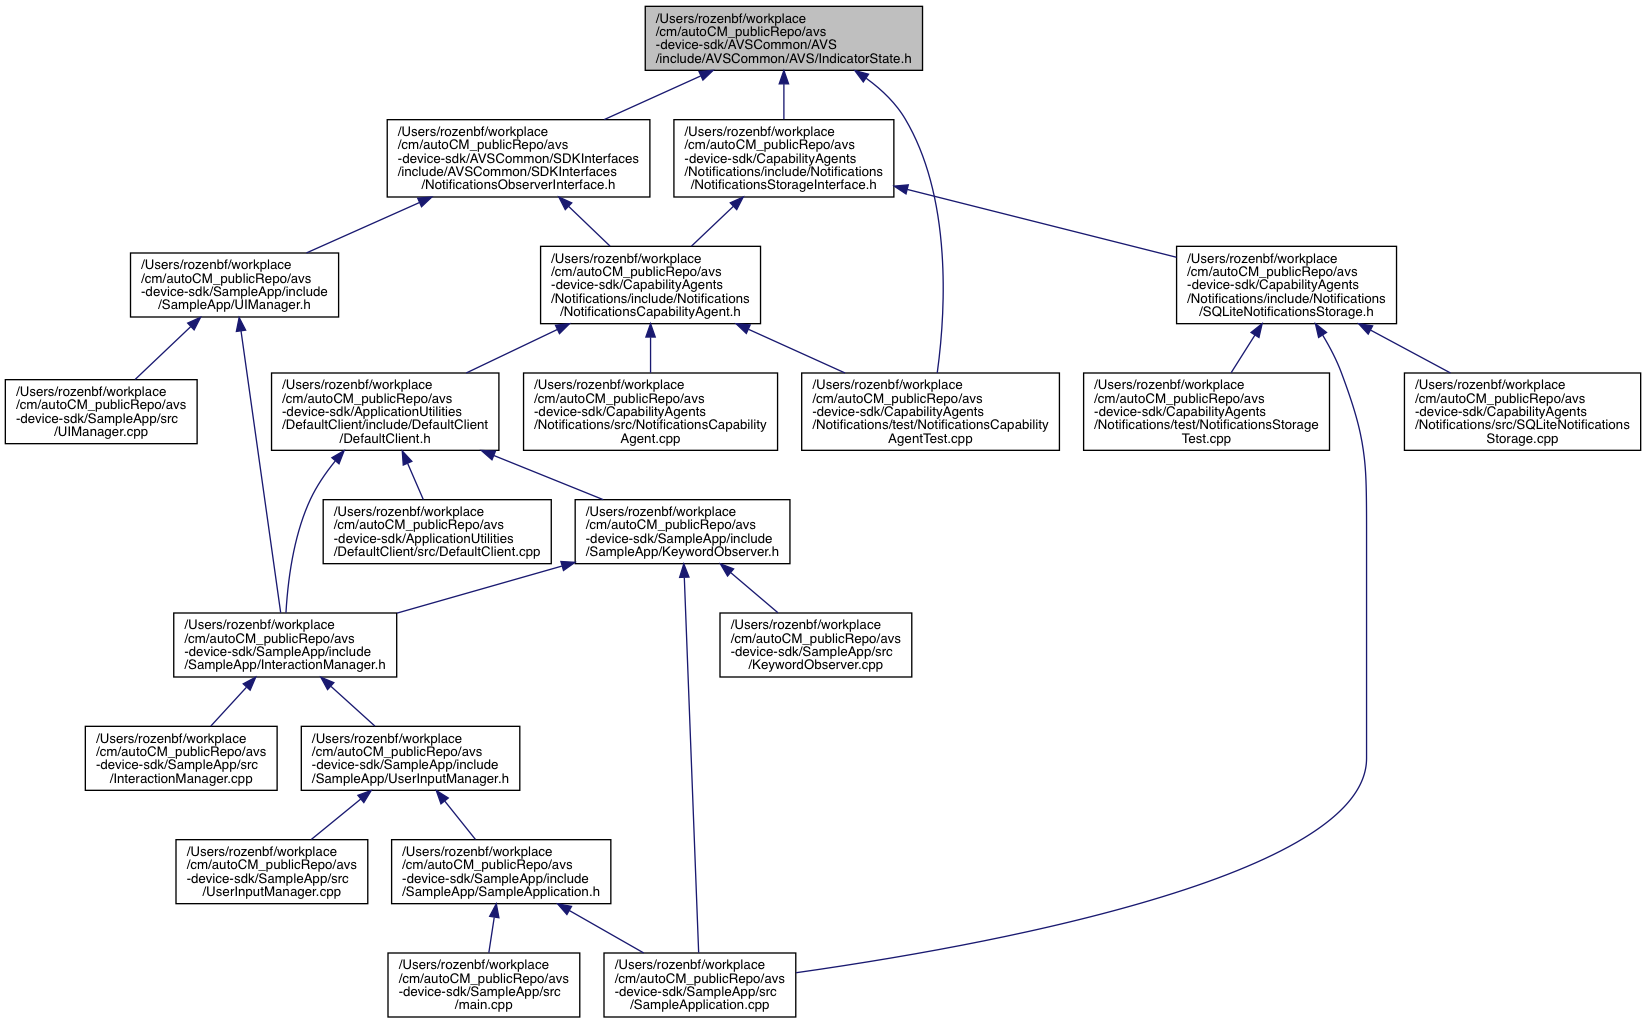 /Users/rozenbf/workplace
/cm/autoCM_publicRepo/avs
-device-sdk/AVSCommon/AVS
/include/AVSCommon/AVS/IndicatorState.h
/Users/rozenbf/workplace
/cm/autoCM_publicRepo/avs
-device-sdk/AVSCommon/SDKInterfaces
/include/AVSCommon/SDKInterfaces
/NotificationsObserverInterface.h
/Users/rozenbf/workplace
/cm/autoCM_publicRepo/avs
-device-sdk/CapabilityAgents
/Notifications/include/Notifications
/NotificationsStorageInterface.h
/Users/rozenbf/workplace
/cm/autoCM_publicRepo/avs
-device-sdk/SampleApp/include
/SampleApp/UIManager.h
/Users/rozenbf/workplace
/cm/autoCM_publicRepo/avs
-device-sdk/CapabilityAgents
/Notifications/include/Notifications
/NotificationsCapabilityAgent.h
/Users/rozenbf/workplace
/cm/autoCM_publicRepo/avs
-device-sdk/CapabilityAgents
/Notifications/include/Notifications
/SQLiteNotificationsStorage.h
/Users/rozenbf/workplace
/cm/autoCM_publicRepo/avs
-device-sdk/SampleApp/src
/UIManager.cpp
/Users/rozenbf/workplace
/cm/autoCM_publicRepo/avs
-device-sdk/ApplicationUtilities
/DefaultClient/include/DefaultClient
/DefaultClient.h
/Users/rozenbf/workplace
/cm/autoCM_publicRepo/avs
-device-sdk/CapabilityAgents
/Notifications/src/NotificationsCapability
Agent.cpp
/Users/rozenbf/workplace
/cm/autoCM_publicRepo/avs
-device-sdk/CapabilityAgents
/Notifications/test/NotificationsCapability
AgentTest.cpp
/Users/rozenbf/workplace
/cm/autoCM_publicRepo/avs
-device-sdk/CapabilityAgents
/Notifications/test/NotificationsStorage
Test.cpp
/Users/rozenbf/workplace
/cm/autoCM_publicRepo/avs
-device-sdk/CapabilityAgents
/Notifications/src/SQLiteNotifications
Storage.cpp
/Users/rozenbf/workplace
/cm/autoCM_publicRepo/avs
-device-sdk/ApplicationUtilities
/DefaultClient/src/DefaultClient.cpp
/Users/rozenbf/workplace
/cm/autoCM_publicRepo/avs
-device-sdk/SampleApp/include
/SampleApp/KeywordObserver.h
/Users/rozenbf/workplace
/cm/autoCM_publicRepo/avs
-device-sdk/SampleApp/include
/SampleApp/InteractionManager.h
/Users/rozenbf/workplace
/cm/autoCM_publicRepo/avs
-device-sdk/SampleApp/src
/KeywordObserver.cpp
/Users/rozenbf/workplace
/cm/autoCM_publicRepo/avs
-device-sdk/SampleApp/src
/InteractionManager.cpp
/Users/rozenbf/workplace
/cm/autoCM_publicRepo/avs
-device-sdk/SampleApp/include
/SampleApp/UserInputManager.h
/Users/rozenbf/workplace
/cm/autoCM_publicRepo/avs
-device-sdk/SampleApp/src
/UserInputManager.cpp
/Users/rozenbf/workplace
/cm/autoCM_publicRepo/avs
-device-sdk/SampleApp/include
/SampleApp/SampleApplication.h
/Users/rozenbf/workplace
/cm/autoCM_publicRepo/avs
-device-sdk/SampleApp/src
/main.cpp
/Users/rozenbf/workplace
/cm/autoCM_publicRepo/avs
-device-sdk/SampleApp/src
/SampleApplication.cpp